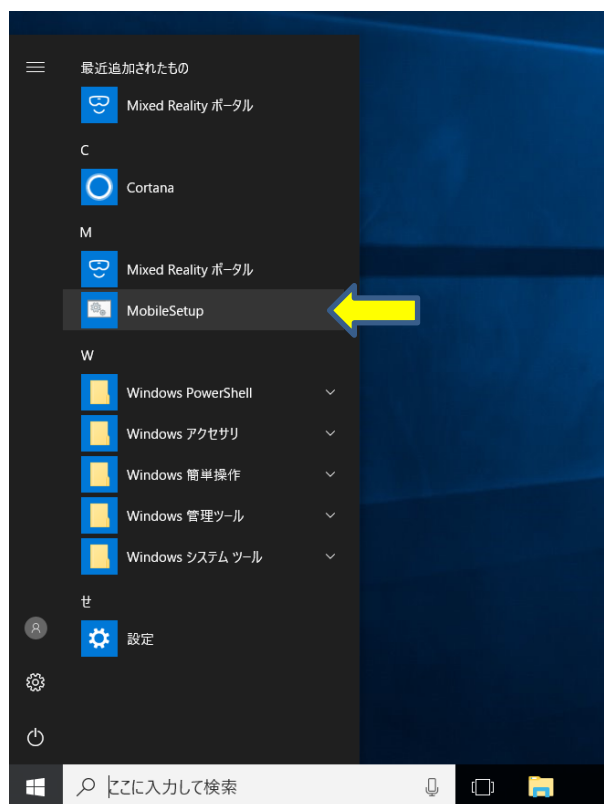 最近追加されたもの
Mixed Reality ポータル
C
Cortana
M
Mixed Reality ポータル
MobileSetup
W
Windows PowerShell
Windows アクセサリ
Windows 簡単操作
Windows 管理ツール
Windows システム ツール
せ
設定
ここに入力して検索